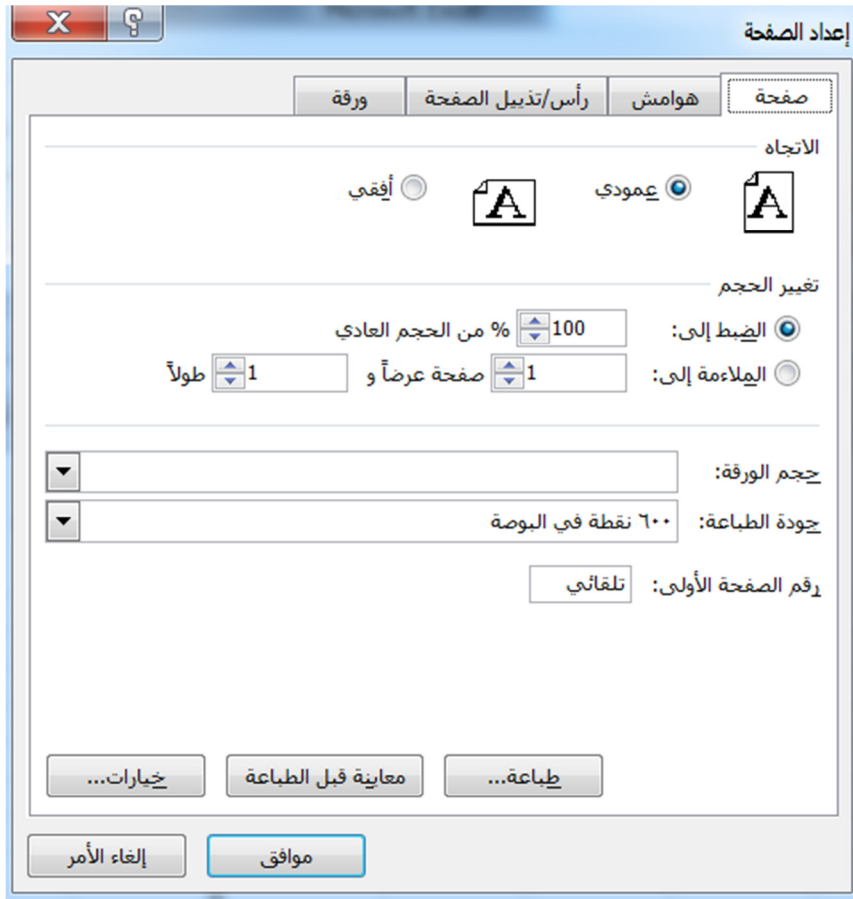 إعداد الصفحة
صفحة هوامش رأس/تذييل الصفحة ورقة
الاتجاه
A عمودي A أفقي
تغيير الحجم
الضبط إلى: 100 % من الحجم العادي
الملاءمة إلى: 1 صفحة عرضاً و 1 طولاً
حجم الورقة:
جودة الطباعة: ٦٠٠ نقطة في البوصة
رقم الصفحة الأولى: تلقائي
طباعة... معاينة قبل الطباعة خيارات...
موافق إلغاء الأمر